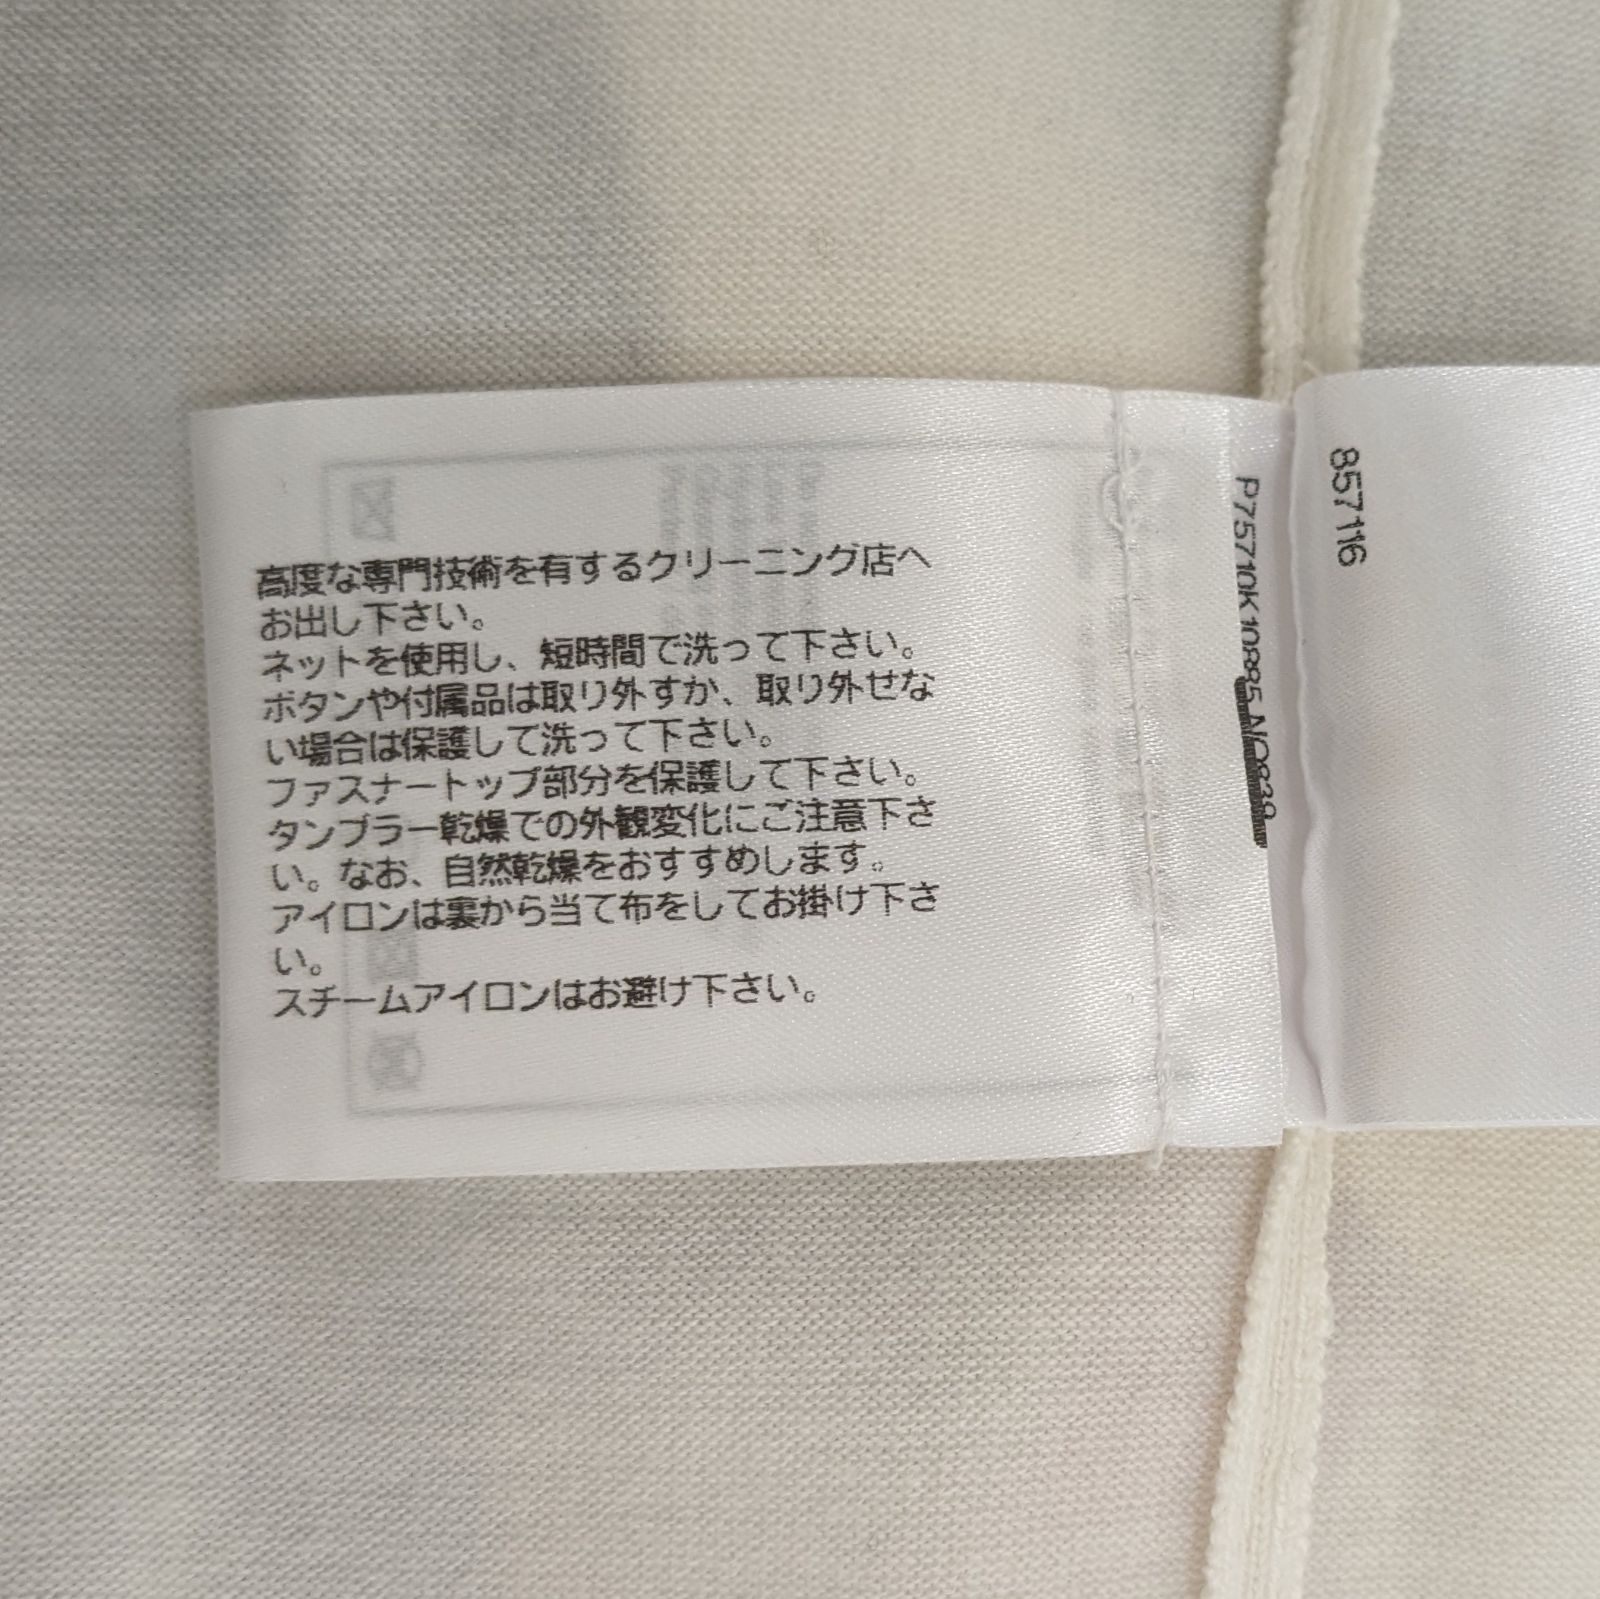 高度な専門技術を有するクリーニング店へ
お出し下さい。
ネットを使用し、短時間で洗って下さい。
ボタンや付属品は取り外すか、取り外せな
い場合は保護して洗って下さい。
ファスナートップ部分を保護して下さい。
タンブラー乾燥での外観変化にご注意下さ
い。なお、自然乾燥をおすすめします。
アイロンは裏から当て布をしてお掛け下さ
い。
スチームアイロンはお避け下さい。
P75710K10885
857116